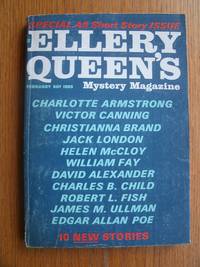 SPECIAL All Short Story ISSUE
ELLERY
QUEEN'S
Mystery Magazine
FEBRUARY
CHARLOTTE ARMSTRONG
VICTOR CANNING
CHRISTIANNA BRAND
JACK LONDON
HELEN McCLOY
WILLIAM FAY
DAVID ALEXANDER
CHARLES B. CHILD
ROBERT L. FISH
JAMES M. ULLMAN
EDGAR ALLAN POE
10 NEW STORIES